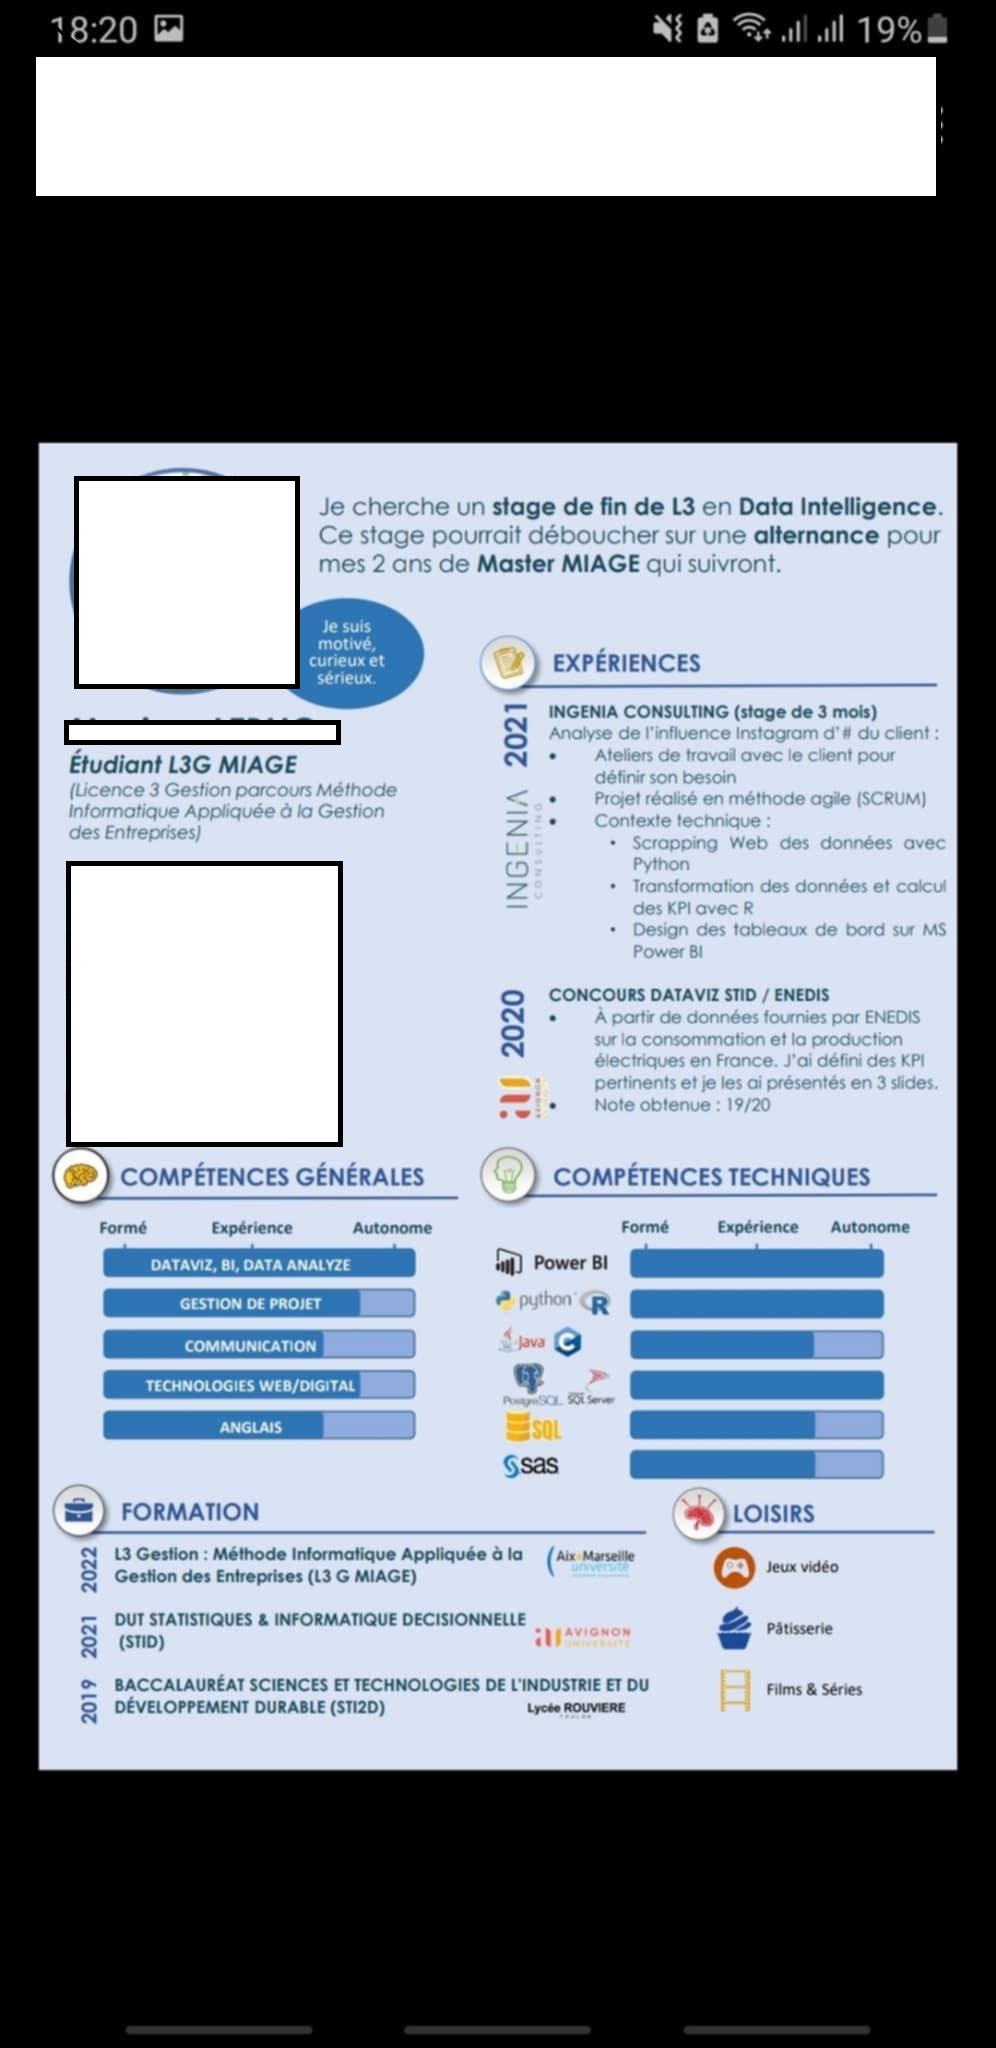 18:20
19%
Je cherche un stage de fin de L3 en Data Intelligence.
Ce stage pourrait déboucher sur une alternance pour
mes 2 ans de Master MIAGE qui suivront.
Je suis
motivé,
curieux et
sérieux.
Étudiant L3G MIAGE
(Licence 3 Gestion parcours Méthode
Informatique Appliquée à la Gestion
des Entreprises)
EXPÉRIENCES
2021
INGENIA
CONSULTING
INGENIA CONSULTING (stage de 3 mois)
Analyse de l'influence Instagram d'# du client :
• Ateliers de travail avec le client pour
définir son besoin
• Projet réalisé en méthode agile (SCRUM)
• Contexte technique :
• Scrapping Web des données avec
Python
• Transformation des données et calcul
des KPI avec R
• Design des tableaux de bord sur MS
Power BI
2020
CONCOURS DATAVIZ STID / ENEDIS
• À partir de données fournies par ENEDIS
sur la consommation et la production
électriques en France. J'ai défini des KPI
pertinents et je les ai présentés en 3 slides.
• Note obtenue : 19/20
AVIGNON
COMPÉTENCES GÉNÉRALES
Formé Expérience Autonome
DATAVIZ, BI, DATA ANALYZE
GESTION DE PROJET
COMMUNICATION
TECHNOLOGIES WEB/DIGITAL
ANGLAIS
COMPÉTENCES TECHNIQUES
Formé Expérience Autonome
Power BI
python R
Java C
PostgreSQL SQL Server
SQL
sas
FORMATION
2022
L3 Gestion : Méthode Informatique Appliquée à la
Gestion des Entreprises (L3 G MIAGE)
Aix Marseille
université
2021
DUT STATISTIQUES & INFORMATIQUE DECISIONNELLE
(STID)
AVIGNON
UNIVERSITÉ
2019
BACCALAURÉAT SCIENCES ET TECHNOLOGIES DE L'INDUSTRIE ET DU
DÉVELOPPEMENT DURABLE (STI2D)
Lycée ROUVIERE
TOULON
LOISIRS
Jeux vidéo
Pâtisserie
Films & Séries